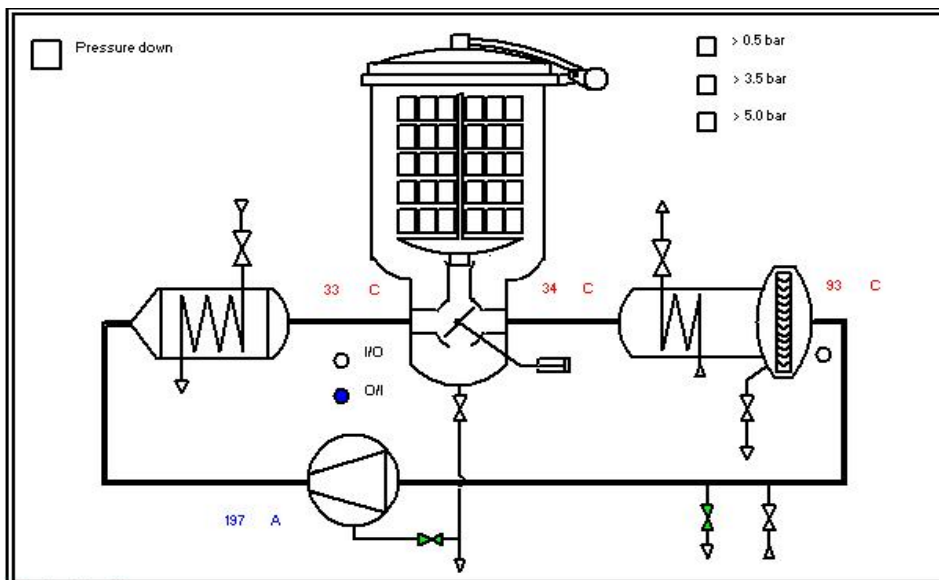 Pressure down
> 0.5 bar
> 3.5 bar
> 5.0 bar
33 C
34 C
93 C
I/O
O/I
197 A